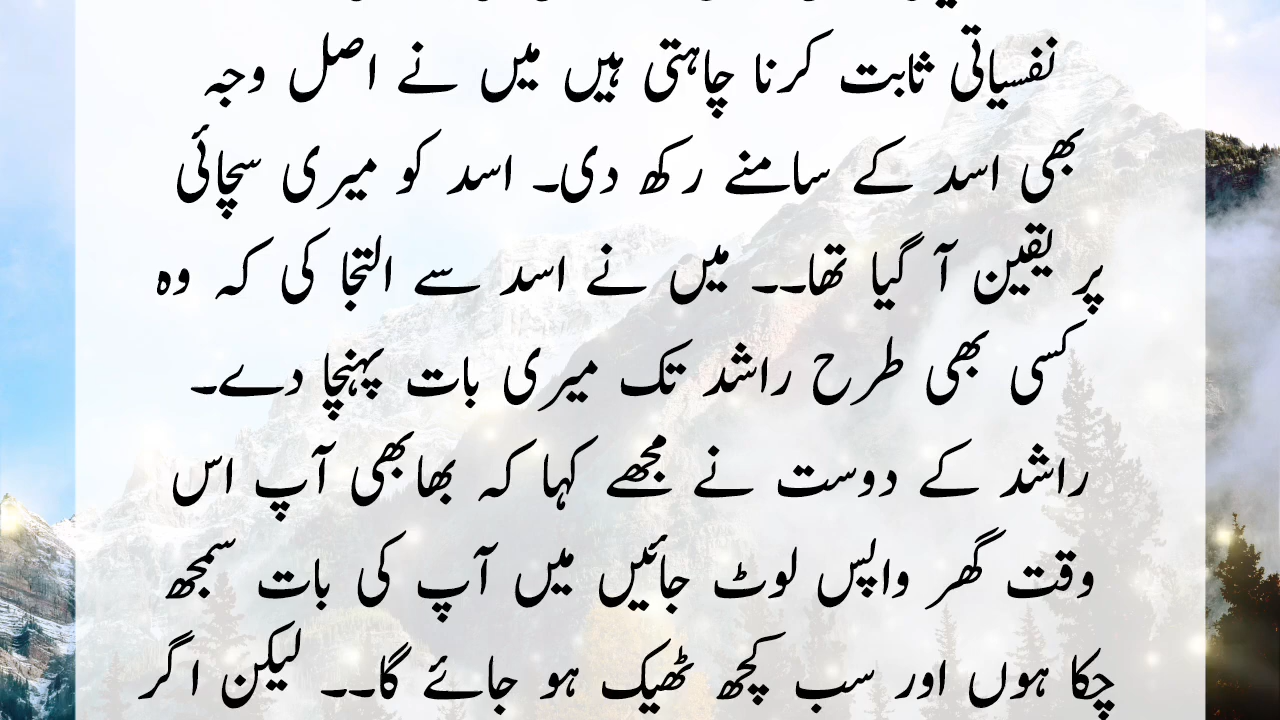 نفسیاتی ثابت کرنا چاہتی ہیں میں نے اصل وجہ
بھی اسد کے سامنے رکھ دی۔ اسد کو میری سچائی
پر یقین آ گیا تھا۔۔ میں نے اسد سے التجا کی کہ وہ
کسی بھی طرح راشد تک میری بات پہنچا دے۔
راشد کے دوست نے مجھے کہا کہ بھابھی آپ اس
وقت گھر واپس لوٹ جائیں میں آپ کی بات سمجھ
چکا ہوں اور سب کچھ ٹھیک ہو جائے گا۔۔ لیکن اگر